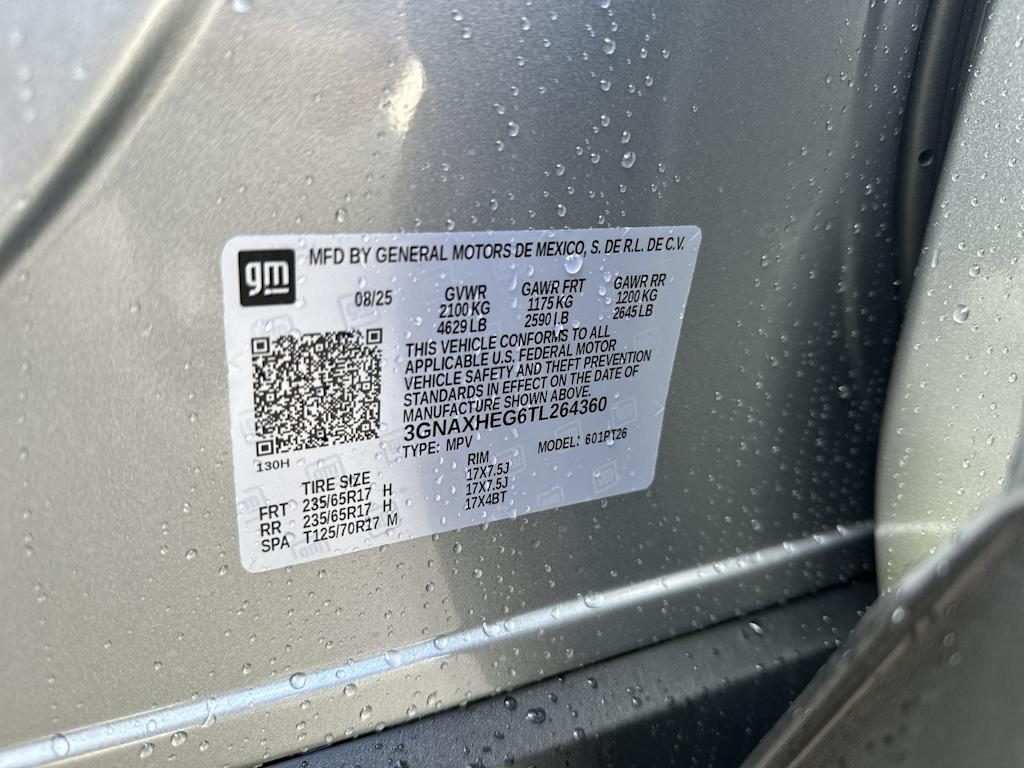 gm
MFD BY GENERAL MOTORS DE MEXICO, S. DE R.L. DE C.V.
08/25 GVWR GAWR FRT GAWR RR
2100 KG 1175 KG 1200 KG
4629 LB 2590 LB 2645 LB
THIS VEHICLE CONFORMS TO ALL
APPLICABLE U.S. FEDERAL MOTOR
VEHICLE SAFETY AND THEFT PREVENTION
STANDARDS IN EFFECT ON THE DATE OF
MANUFACTURE SHOWN ABOVE.
3GNAXHEG6TL264360
TYPE: MPV MODEL: 601PT26
130H
TIRE SIZE RIM
FRT 235/65R17 H 17X7.5J
RR 235/65R17 H 17X7.5J
SPA T125/70R17 M 17X4BT